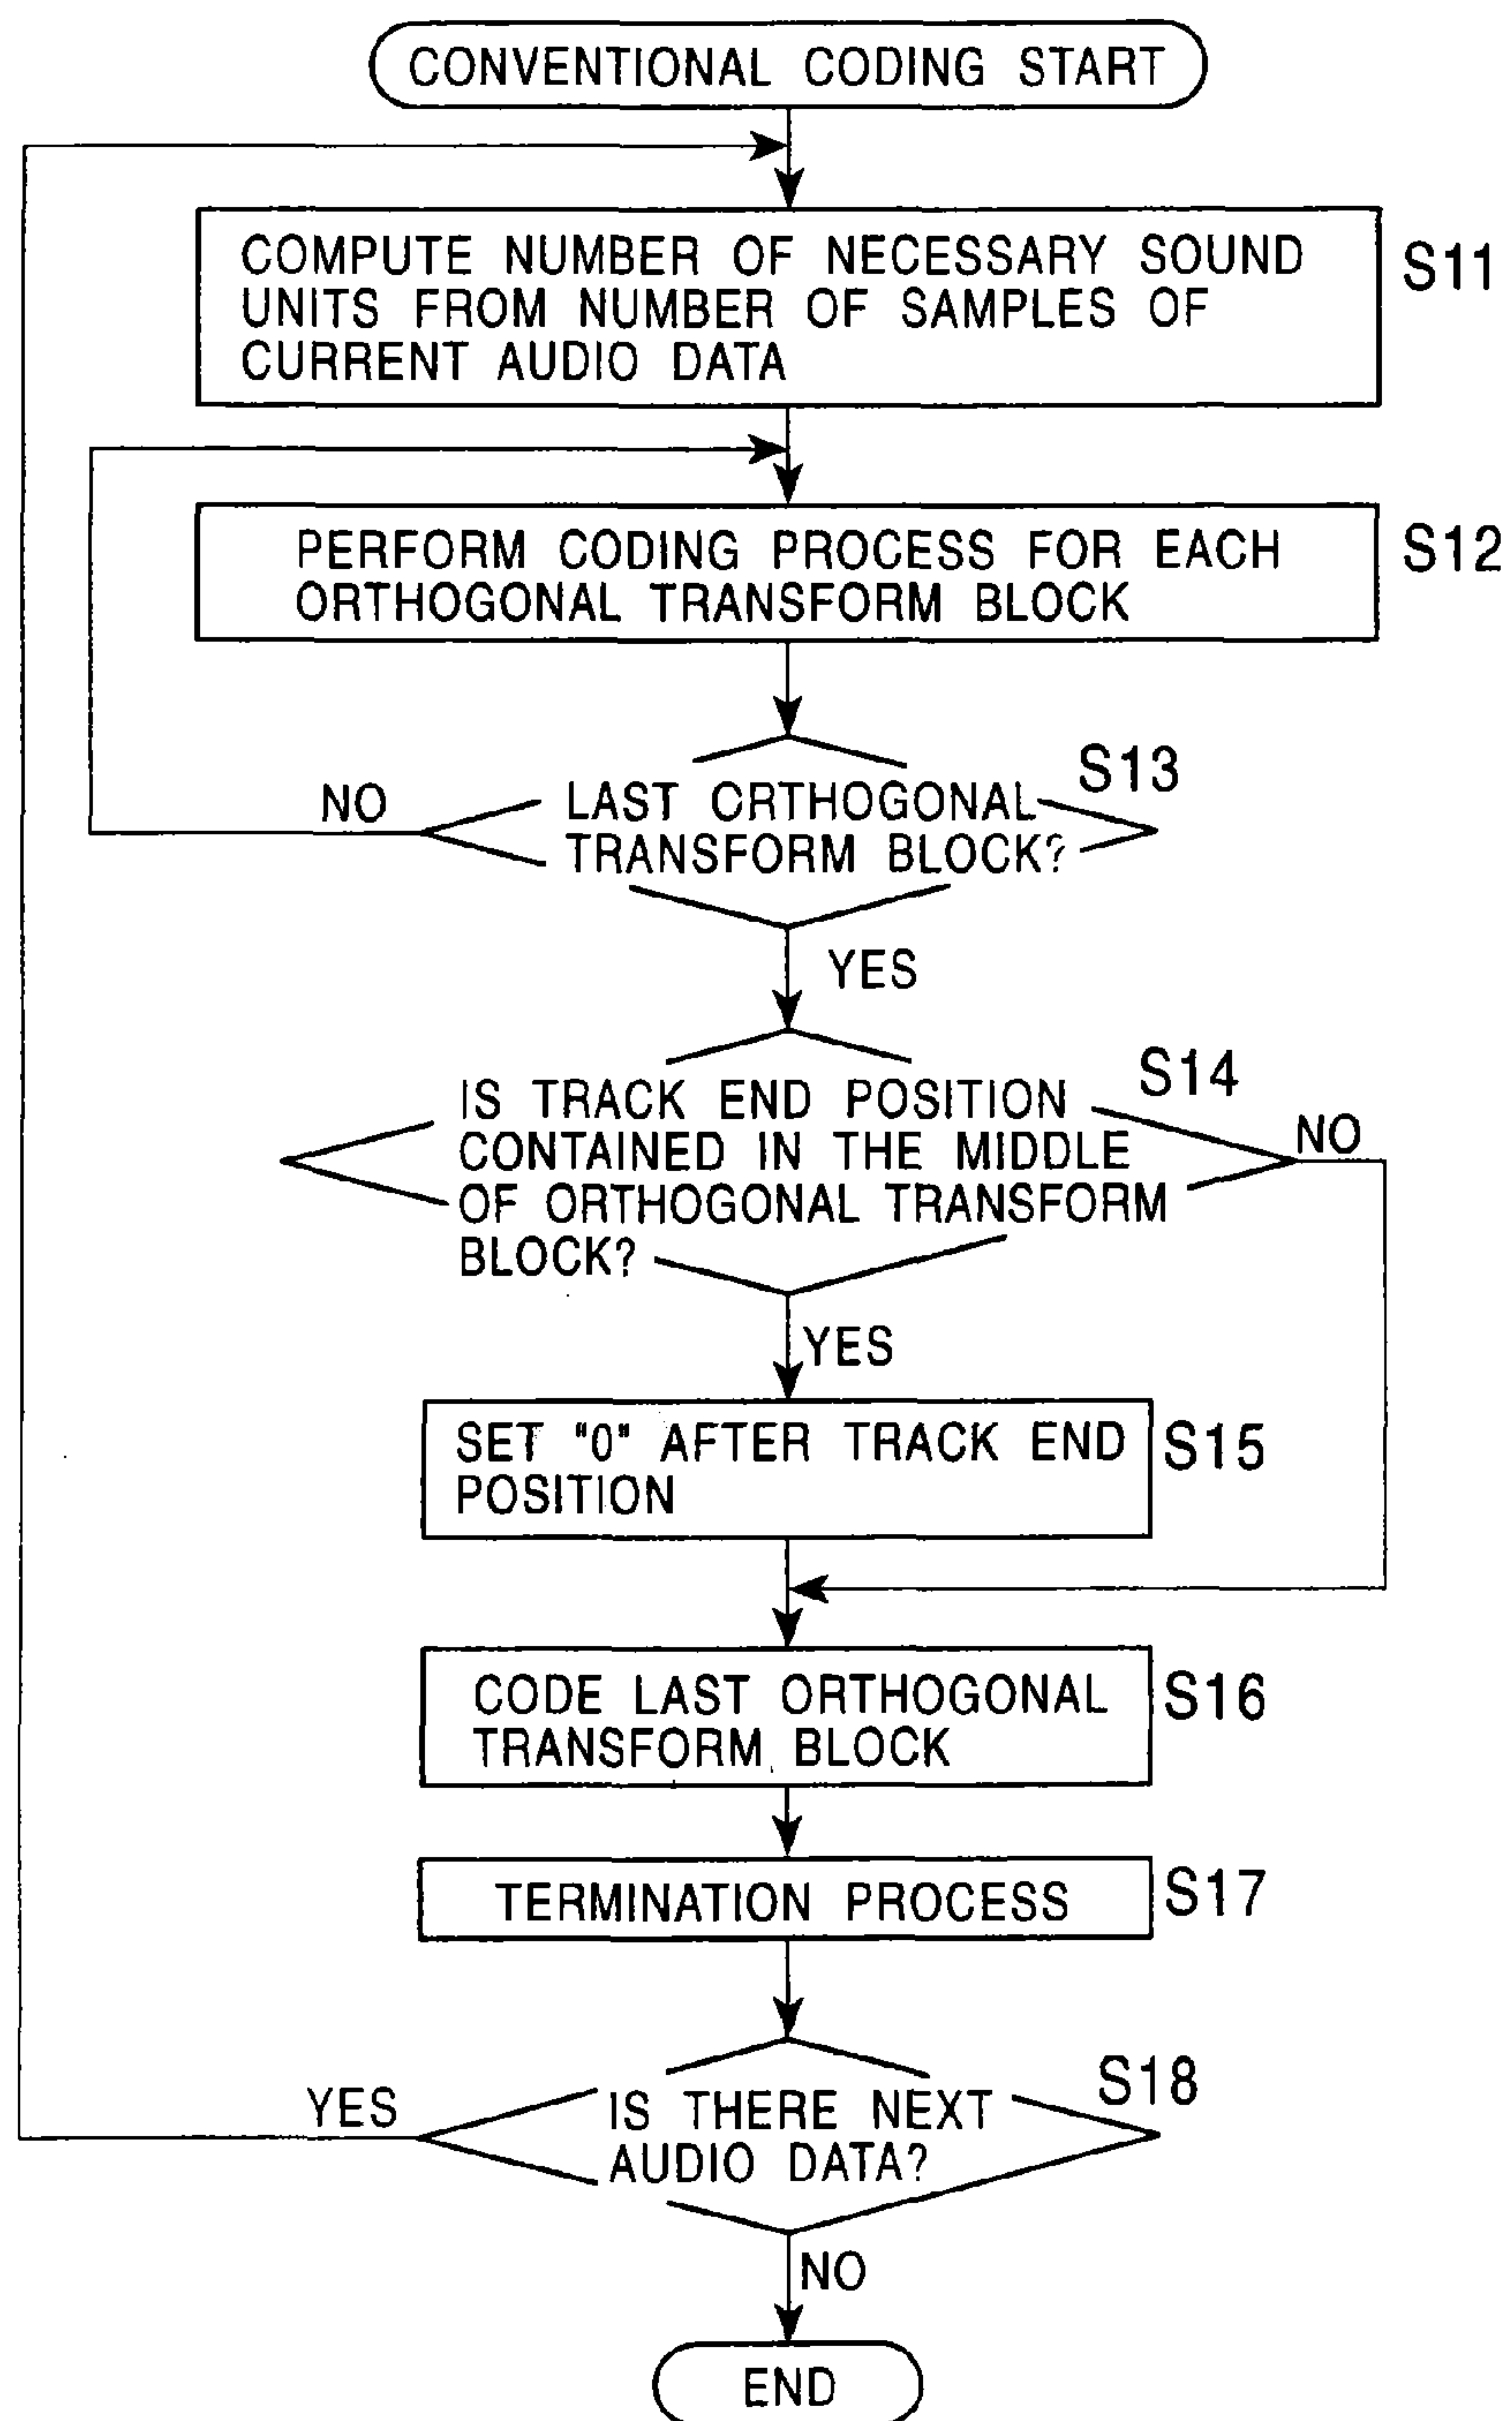 CONVENTIONAL CODING START
COMPUTE NUMBER OF NECESSARY SOUND
UNITS FROM NUMBER OF SAMPLES OF
CURRENT AUDIO DATA
S11
PERFORM CODING PROCESS FOR EACH
ORTHOGONAL TRANSFORM BLOCK
S12
S13
NO
LAST ORTHOGONAL
TRANSFORM BLOCK?
YES
S14
IS TRACK END POSITION
CONTAINED IN THE MIDDLE
OF ORTHOGONAL TRANSFORM
BLOCK?
NO
YES
SET "0" AFTER TRACK END
POSITION
S15
CODE LAST ORTHOGONAL
TRANSFORM BLOCK
S16
TERMINATION PROCESS
S17
S18
YES
IS THERE NEXT
AUDIO DATA?
NO
END